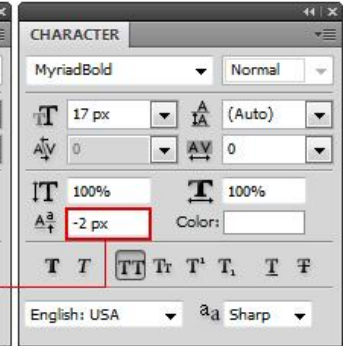 CHARACTER
MyriadBold Normal
17 px (Auto)
0 0
100% 100%
-2 px Color:
T T TT Tr T¹ T₁ T T
English: USA aa Sharp